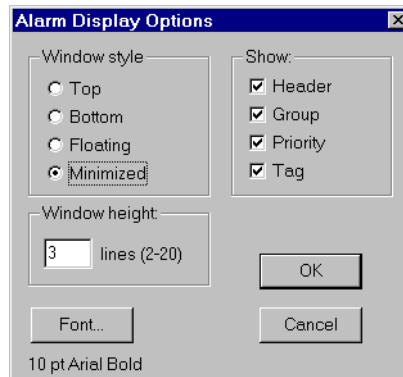 Alarm Display Options
Window style
Top
Bottom
Floating
Minimized
Show:
Header
Group
Priority
Tag
Window height:
3 lines (2-20)
OK
Font...
Cancel
10 pt Arial Bold